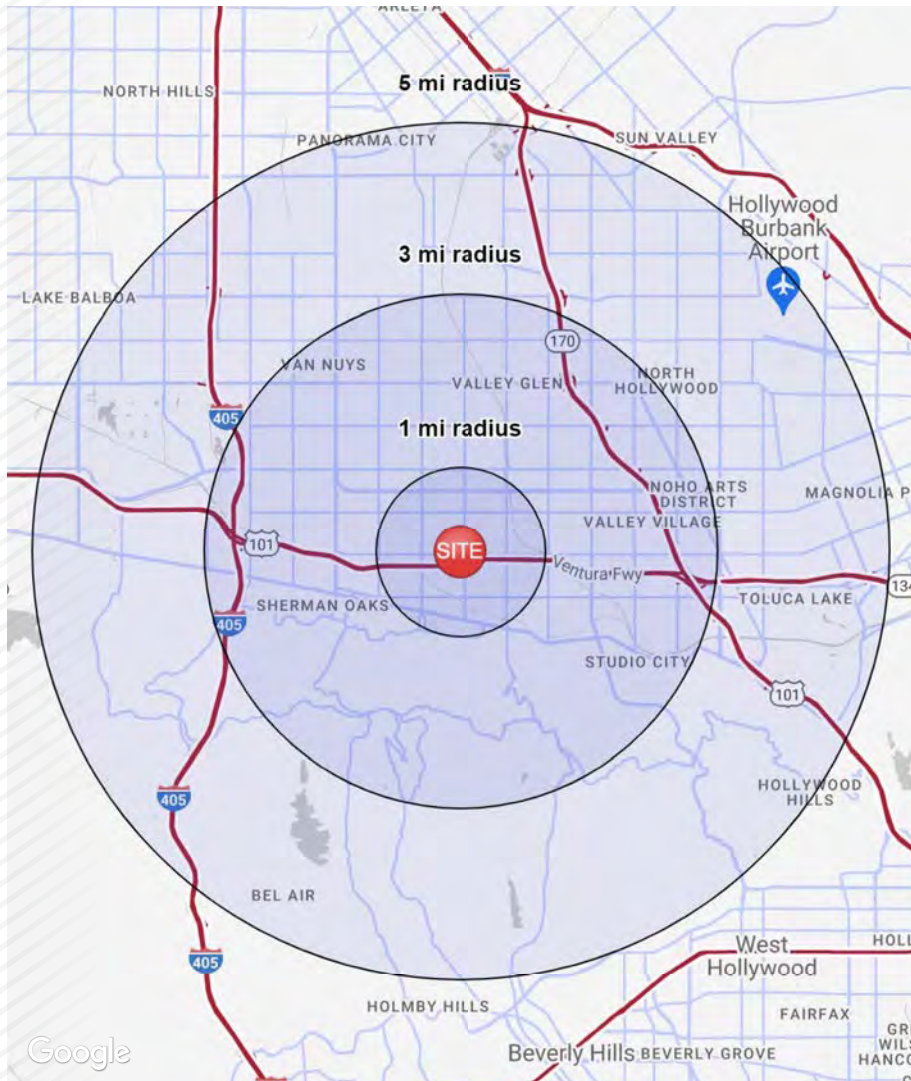 ARLETA
5 mi radius
NORTH HILLS
PANORAMA CITY
SUN VALLEY
Hollywood
Burbank
Airport
3 mi radius
LAKE BALBOA
170
VAN NUYS
VALLEY GLEN
NORTH
HOLLYWOOD
405
1 mi radius
NOHO ARTS
DISTRICT
MAGNOLIA P
VALLEY VILLAGE
101
SITE
Ventura Fwy
134
SHERMAN OAKS
TOLUCA LAKE
405
STUDIO CITY
101
HOLLYWOOD
HILLS
405
BEL AIR
West
Hollywood
HOLL
405
HOLMBY HILLS
FAIRFAX
GR
WILS
HANCO
Google
Beverly Hills
BEVERLY GROVE